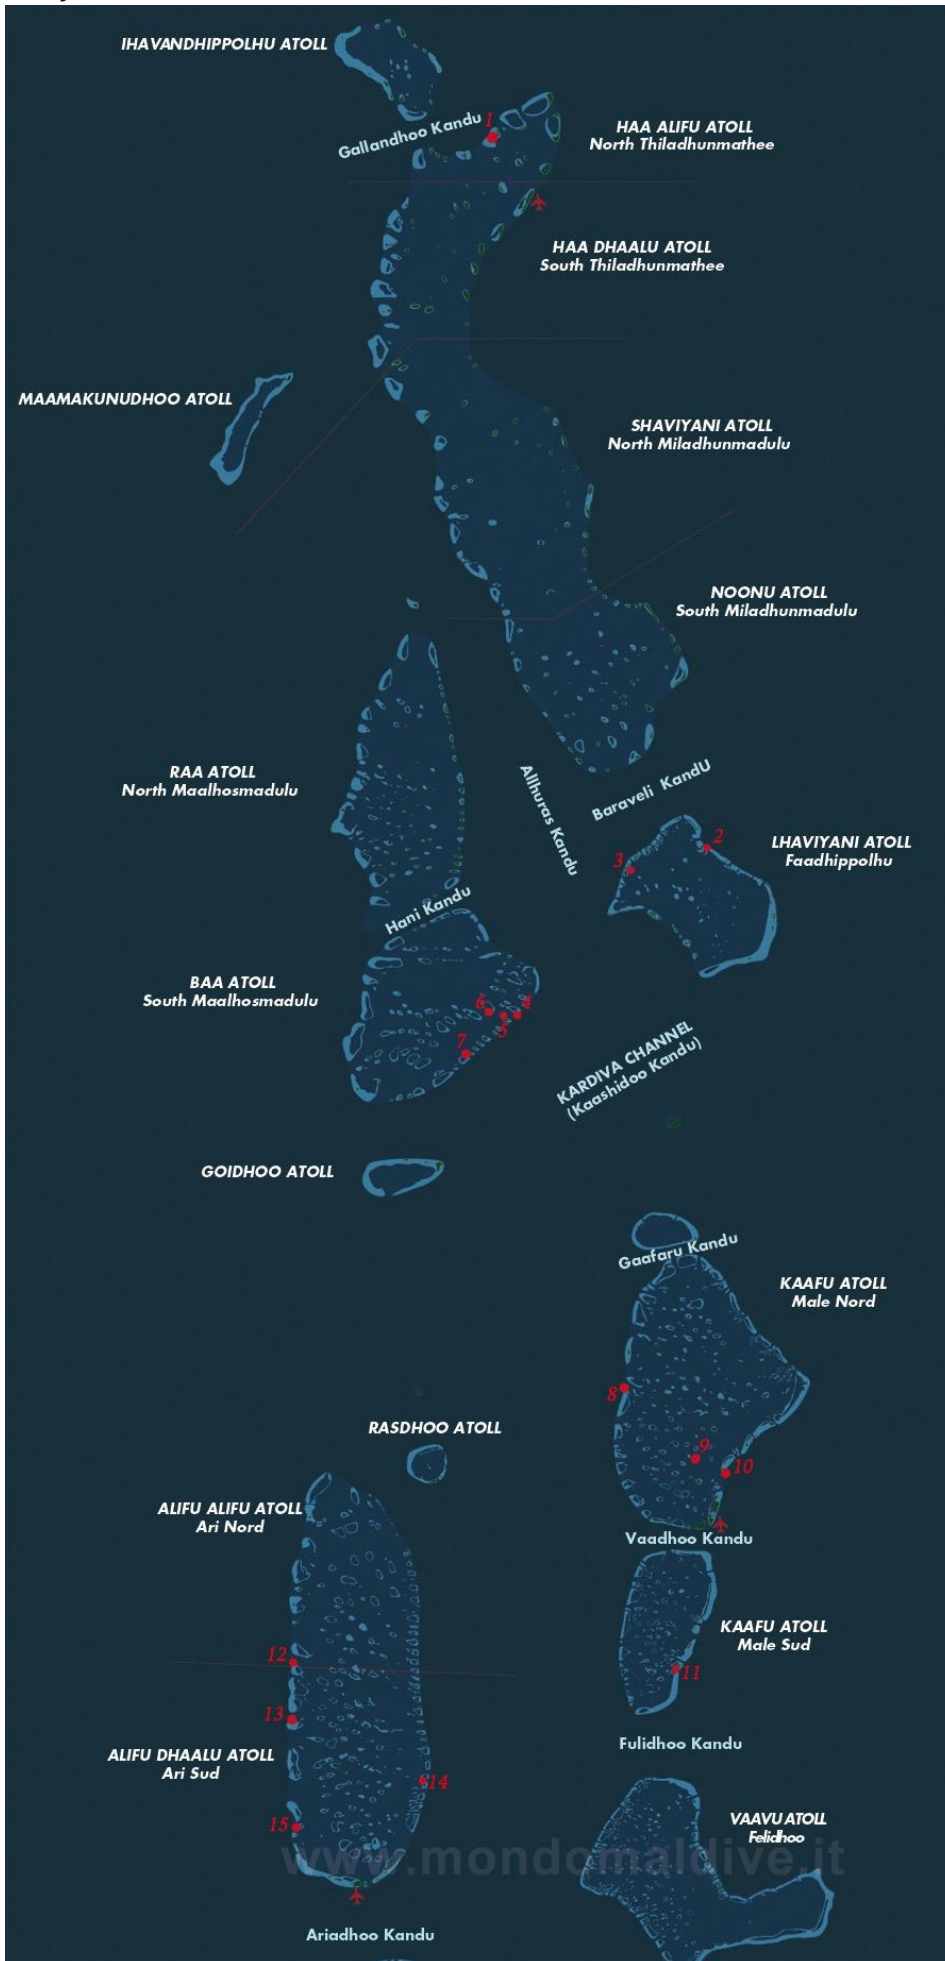 IHAVANDHIPPOLHU ATOLL
Gallandhoo Kandu
1
HAA ALIFU ATOLL
North Thiladhunmathee
HAA DHAALU ATOLL
South Thiladhunmathee
MAAMAKUNUDHOO ATOLL
SHAVIYANI ATOLL
North Miladhunmadulu
NOONU ATOLL
South Miladhunmadulu
RAA ATOLL
North Maalhosmadulu
Allhuras Kandu
Baraveli KandU
2
3
LHAVIYANI ATOLL
Faadhippolhu
Hani Kandu
BAA ATOLL
South Maalhosmadulu
6
4
5
7
KARDIVA CHANNEL
(Kaashidoo Kandu)
GOIDHOO ATOLL
Gaafaru Kandu
KAAFU ATOLL
Male Nord
8
RASDHOO ATOLL
9
10
ALIFU ALIFU ATOLL
Ari Nord
Vaadhoo Kandu
KAAFU ATOLL
Male Sud
12
11
13
Fulidhoo Kandu
ALIFU DHAALU ATOLL
Ari Sud
14
15
VAAVU ATOLL
Felidhoo
www.mondomaldive.it
Ariadhoo Kandu